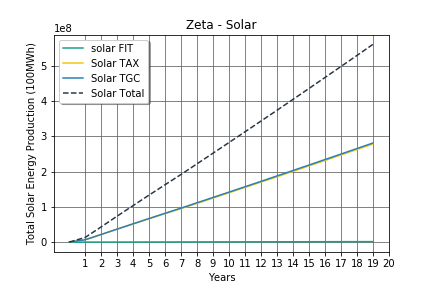 Zeta - Solar
1e8
solar FIT
Solar TAX
Solar TGC
Solar Total
Total Solar Energy Production (100MWh)
5
4
3
2
1
0
1 2 3 4 5 6 7 8 9 10 11 12 13 14 15 16 17 18 19 20
Years